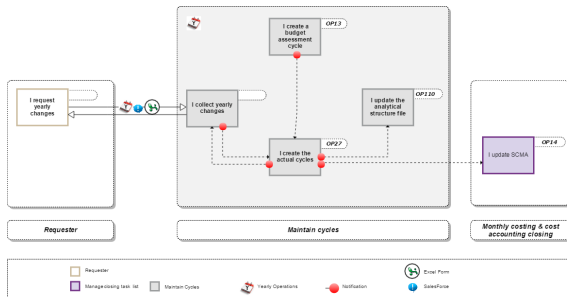 I create a
budget
assessment
cycle
OP13
I request
yearly
changes
I collect yearly
changes
I update the
analytical
structure file
OP110
I create the
actual cycles
OP27
I update SCMA
OP14
Requester
Maintain cycles
Monthly costing & cost
accounting closing
Requester
Manage closing task list
Maintain Cycles
Yearly Operations
Notification
Excel Form
SalesForse